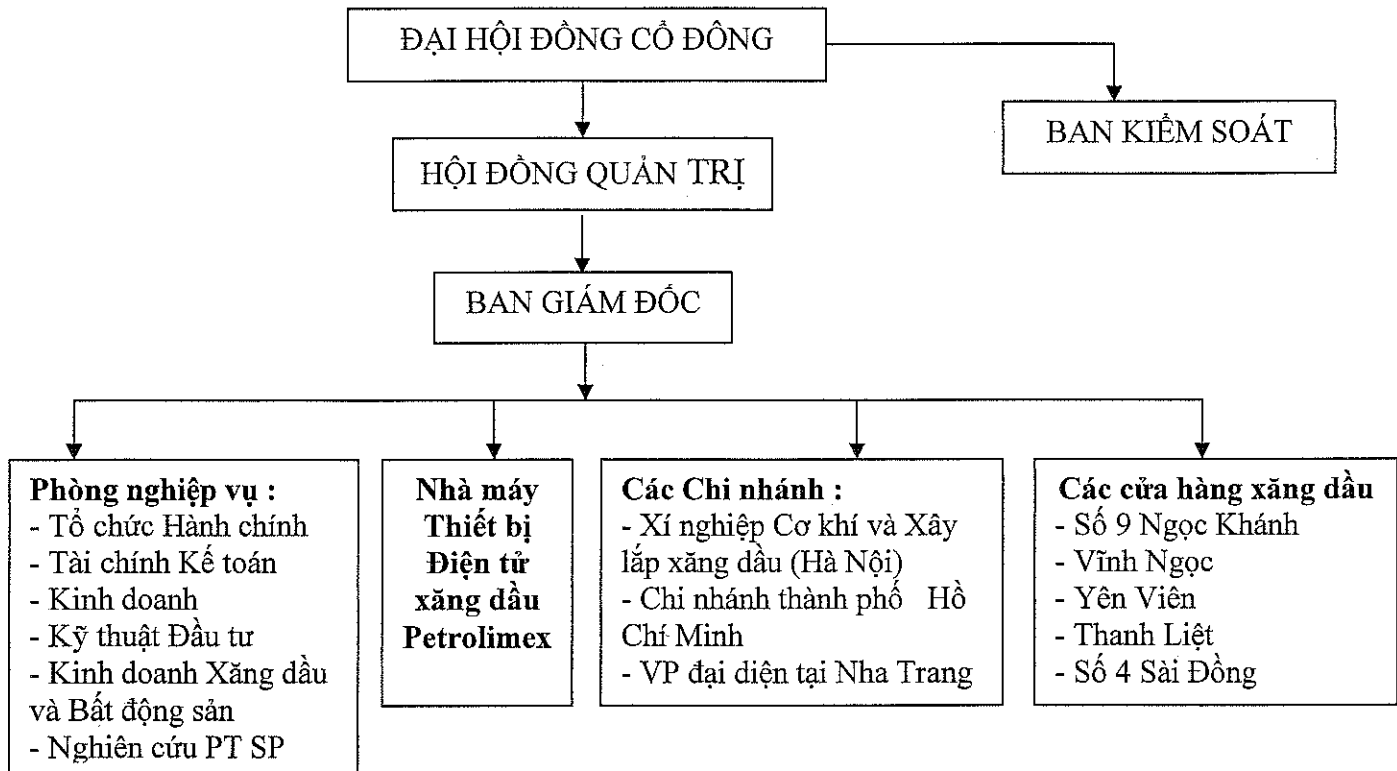 ĐẠI HỘI ĐỒNG CỔ ĐÔNG
BAN KIỂM SOÁT
HỘI ĐỒNG QUẢN TRỊ
BAN GIÁM ĐỐC
Phòng nghiệp vụ :
- Tổ chức Hành chính
- Tài chính Kế toán
- Kinh doanh
- Kỹ thuật Đầu tư
- Kinh doanh Xăng dầu
và Bất động sản
- Nghiên cứu PT SP
Nhà máy
Thiết bị
Điện tử
xăng dầu
Petrolimex
Các Chi nhánh :
- Xí nghiệp Cơ khí và Xây
lắp xăng dầu (Hà Nội)
- Chi nhánh thành phố Hồ
Chí Minh
- VP đại diện tại Nha Trang
Các cửa hàng xăng dầu
- Số 9 Ngọc Khánh
- Vĩnh Ngọc
- Yên Viên
- Thanh Liệt
- Số 4 Sài Đồng